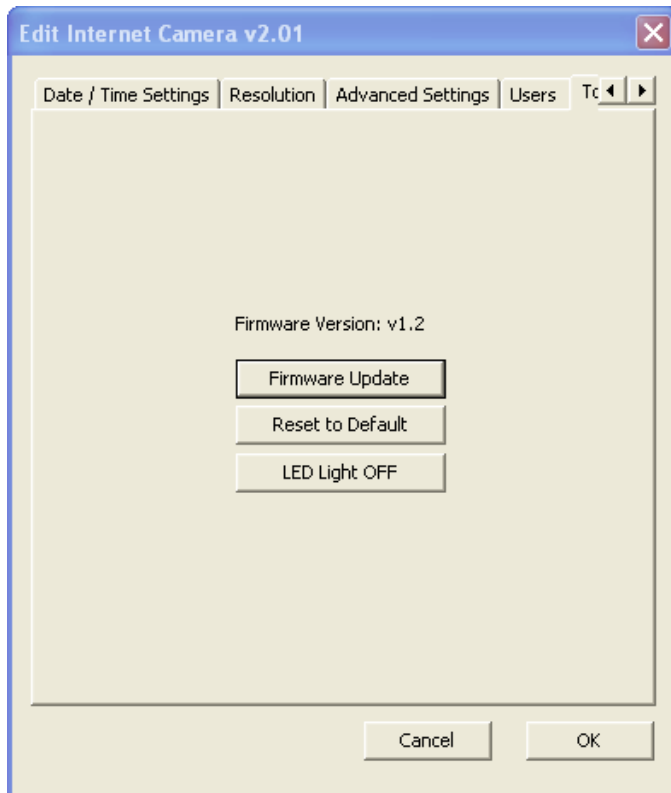 Edit Internet Camera v2.01
Date / Time Settings Resolution Advanced Settings Users
Firmware Version: v1.2
Firmware Update
Reset to Default
LED Light OFF
Cancel OK